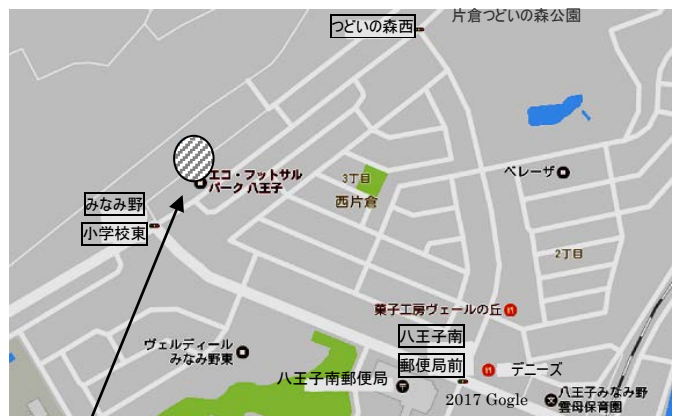 片倉つどいの森公園
つどいの森西
エコ・フットサル
パーク 八王子
3丁目
西片倉
ベレーザ
みなみ野
小学校東
2丁目
菓子工房ヴェールの丘
八王子南
郵便局前
ヴェルディール
みなみ野東
デニーズ
八王子南郵便局
八王子みなみ野
雲母保育園
2017 Gogle